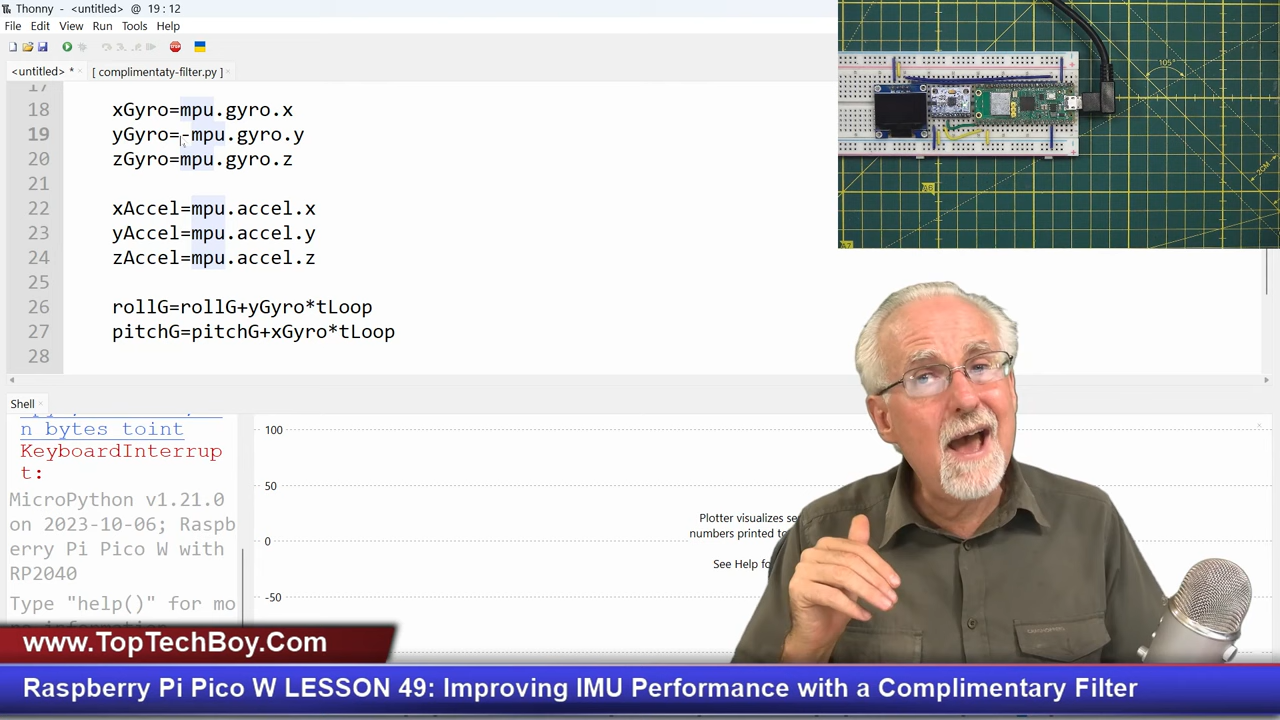 Thonny - <untitled> * @ 19 : 12
File Edit View Run Tools Help
<untitled> *
[ complimentaty-filter.py ]
17
18 xGyro=mpu.gyro.x
19 yGyro=-mpu.gyro.y
20 zGyro=mpu.gyro.z
21
22 xAccel=mpu.accel.x
23 yAccel=mpu.accel.y
24 zAccel=mpu.accel.z
25
26 rollG=rollG+yGyro*tLoop
27 pitchG=pitchG+xGyro*tLoop
28
Shell
n bytes toint
KeyboardInterrup
t:
MicroPython v1.21.0
on 2023-10-06; Raspb
erry Pi Pico W with
RP2040
Type "help()" for mo
100
50
0
-50
Plotter visualizes se
numbers printed to
See Help fo
105°
A6
www.TopTechBoy.Com
Raspberry Pi Pico W LESSON 49: Improving IMU Performance with a Complimentary Filter